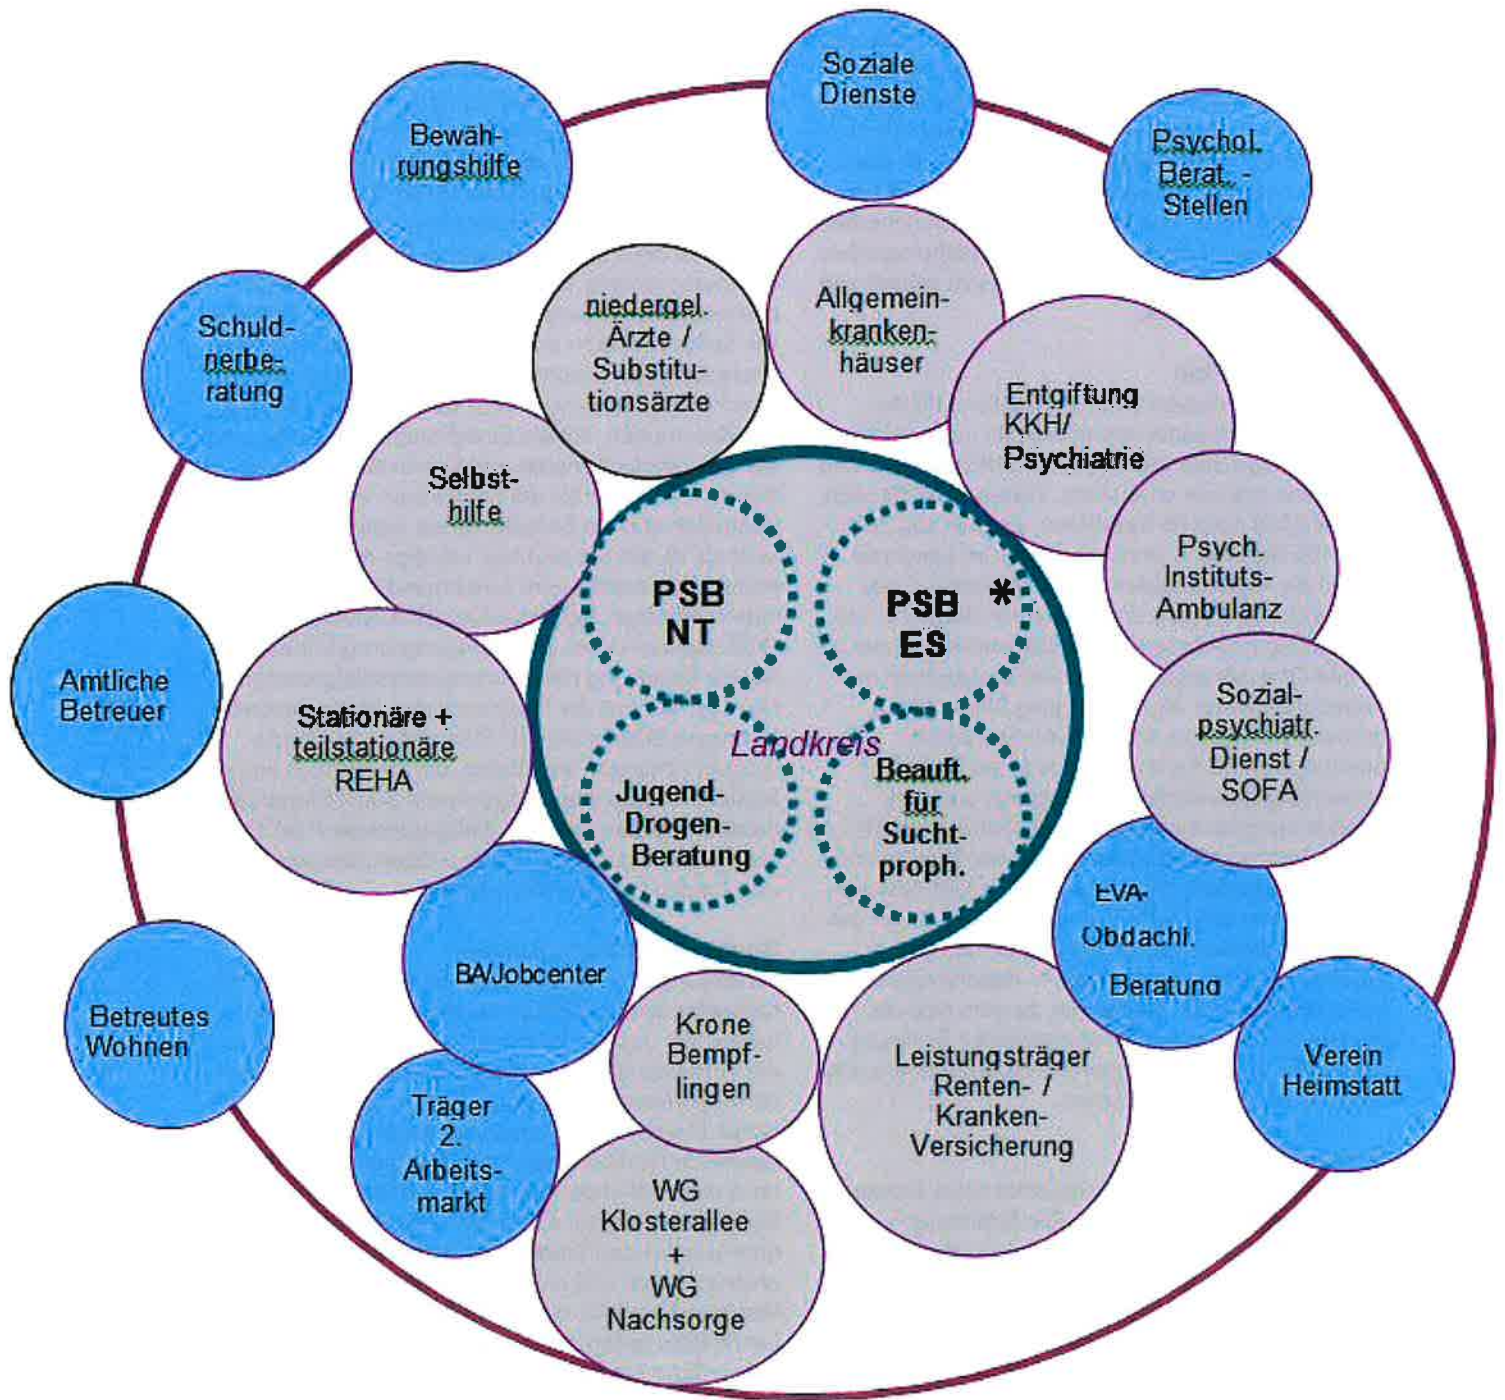 Soziale
Dienste
Bewäh-
rungshilfe
Psychol.
Berat. -
Stellen
niedergel.
Ärzte /
Substitu-
tionsärzte
Allgemein-
kranken-
häuser
Schuld-
nerbe-
ratung
Entgiftung
KKH/
Psychiatrie
Selbst-
hilfe
Psych.
Instituts-
Ambulanz
PSB
NT
PSB *
ES
Amtliche
Betreuer
Stationäre +
teilstationäre
REHA
Sozial-
psychiatr.
Dienst /
SOFA
Landkreis
Jugend-
Drogen-
Beratung
Beauft.
für
Sucht-
proph.
EVA-
Obdachl.
Beratung
BA/Jobcenter
Betreutes
Wohnen
Krone
Bempf-
lingen
Leistungsträger
Renten- /
Kranken-
Versicherung
Verein
Heimstatt
Träger
2.
Arbeits-
markt
WG
Klosterallee
+
WG
Nachsorge